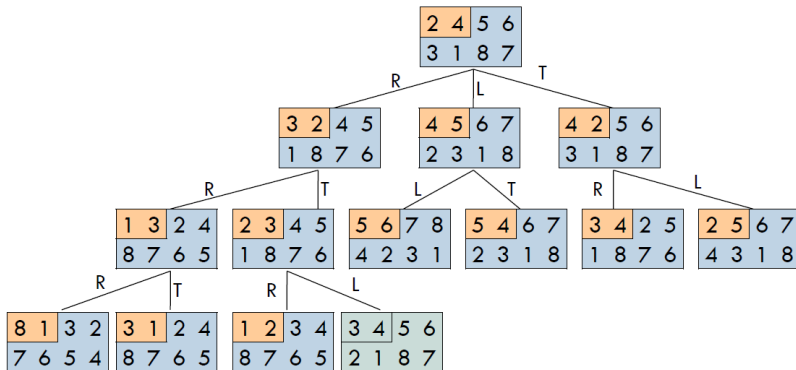 2 4 5 6
3 1 8 7
R L T
3 2 4 5 4 5 6 7 4 2 5 6
1 8 7 6 2 3 1 8 3 1 8 7
R T L T R L
1 3 2 4 2 3 4 5 5 6 7 8 5 4 6 7 3 4 2 5 2 5 6 7
8 7 6 5 1 8 7 6 4 2 3 1 2 3 1 8 1 8 7 6 4 3 1 8
R T R L
8 1 3 2 3 1 2 4 1 2 3 4 3 4 5 6
7 6 5 4 8 7 6 5 8 7 6 5 2 1 8 7